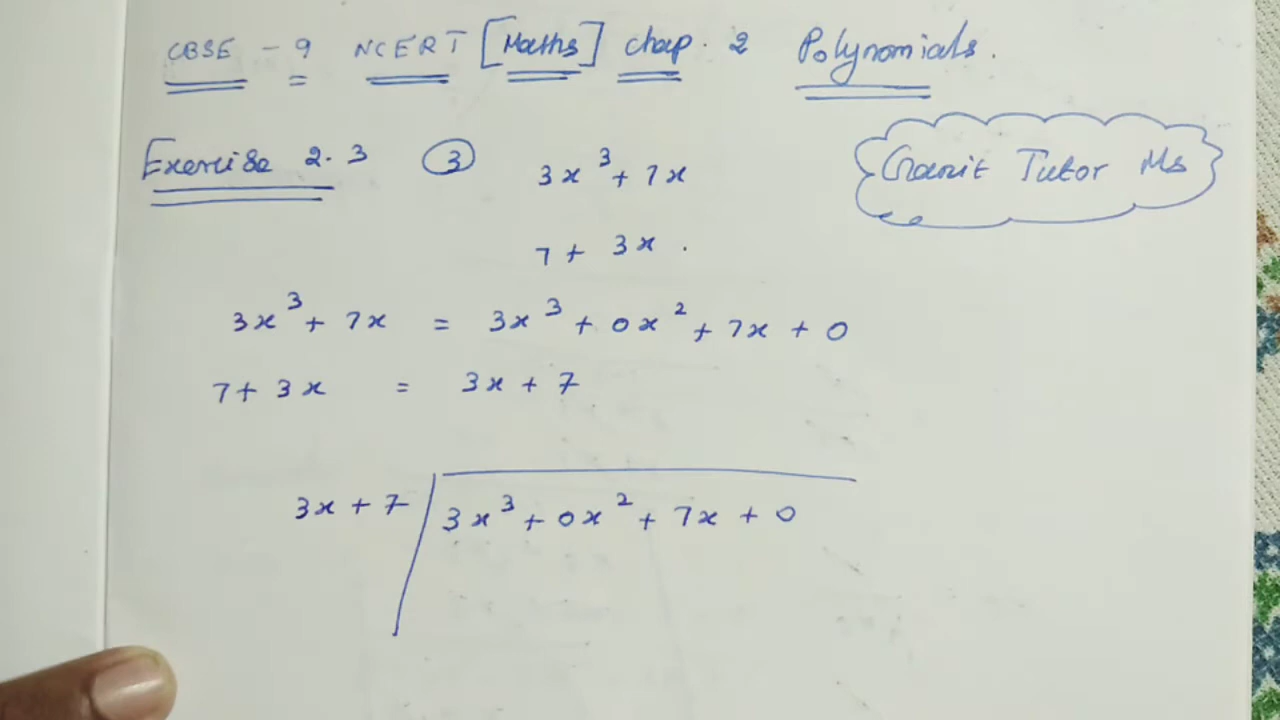 CBSE - 9 NCERT [Maths] chap. 2 Polynomials.
Exercise 2.3 ③ 3x³ + 7x
Ganit Tutor Ms
7 + 3x .
3x³ + 7x = 3x³ + 0x² + 7x + 0
7 + 3x = 3x + 7
3x + 7 3x³ + 0x² + 7x + 0